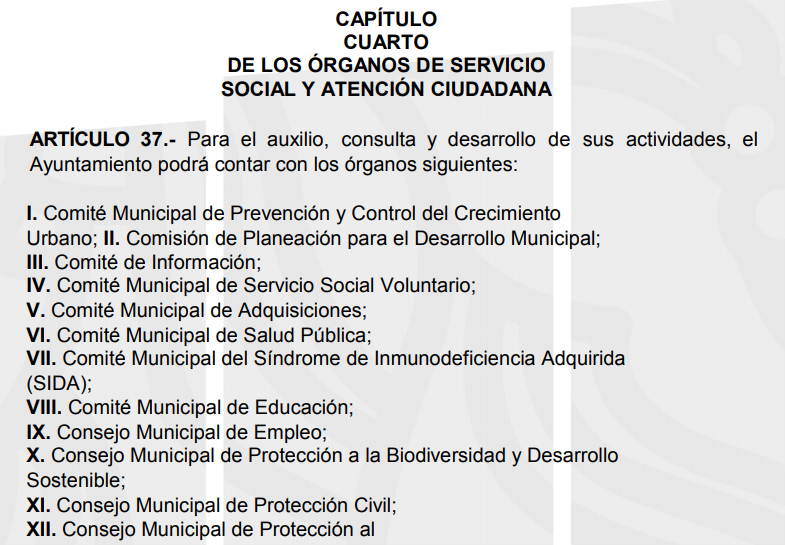 CAPÍTULO
CUARTO
DE LOS ÓRGANOS DE SERVICIO
SOCIAL Y ATENCIÓN CIUDADANA
ARTÍCULO 37.- Para el auxilio, consulta y desarrollo de sus actividades, el
Ayuntamiento podrá contar con los órganos siguientes:
I. Comité Municipal de Prevención y Control del Crecimiento
Urbano; II. Comisión de Planeación para el Desarrollo Municipal;
III. Comité de Información;
IV. Comité Municipal de Servicio Social Voluntario;
V. Comité Municipal de Adquisiciones;
VI. Comité Municipal de Salud Pública;
VII. Comité Municipal del Síndrome de Inmunodeficiencia Adquirida
(SIDA);
VIII. Comité Municipal de Educación;
IX. Consejo Municipal de Empleo;
X. Consejo Municipal de Protección a la Biodiversidad y Desarrollo
Sostenible;
XI. Consejo Municipal de Protección Civil;
XII. Consejo Municipal de Protección al